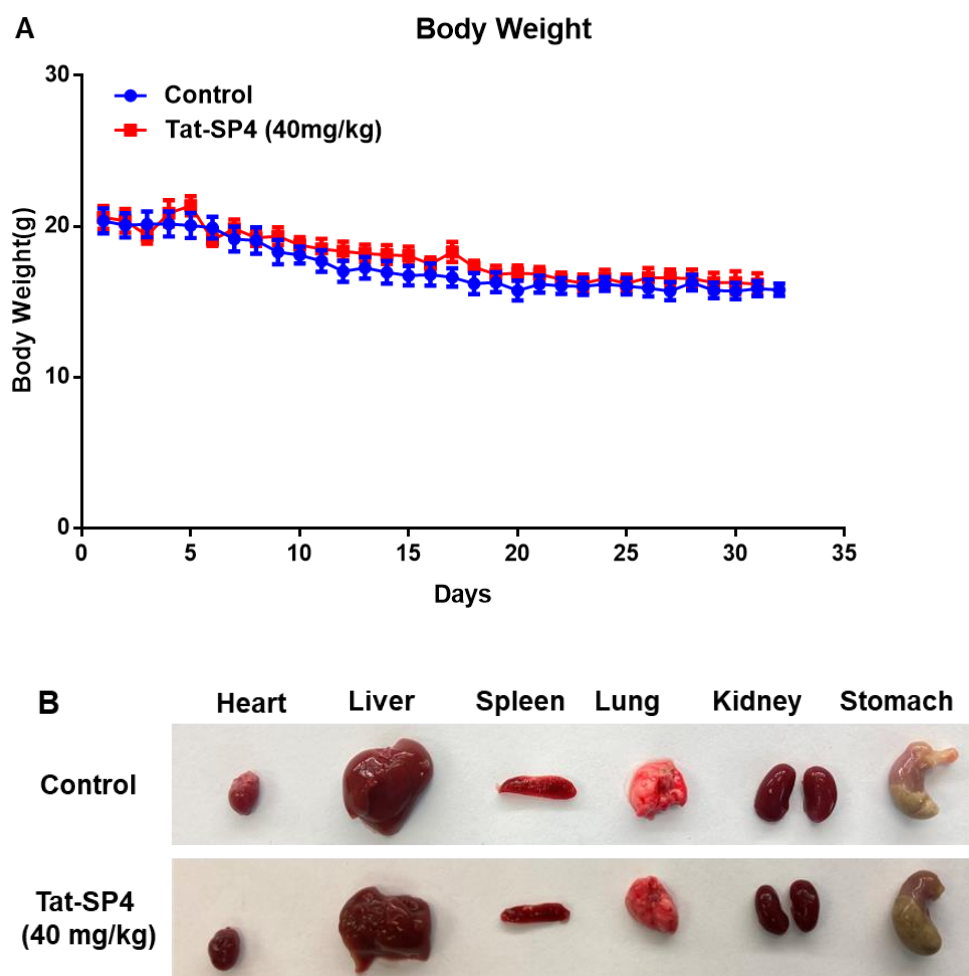 A
Body Weight
30
Control
Tat-SP4 (40mg/kg)
20
10
0
Body Weight(g)
0 5 10 15 20 25 30 35
Days
B
Heart Liver Spleen Lung Kidney Stomach
Control
Tat-SP4
(40 mg/kg)